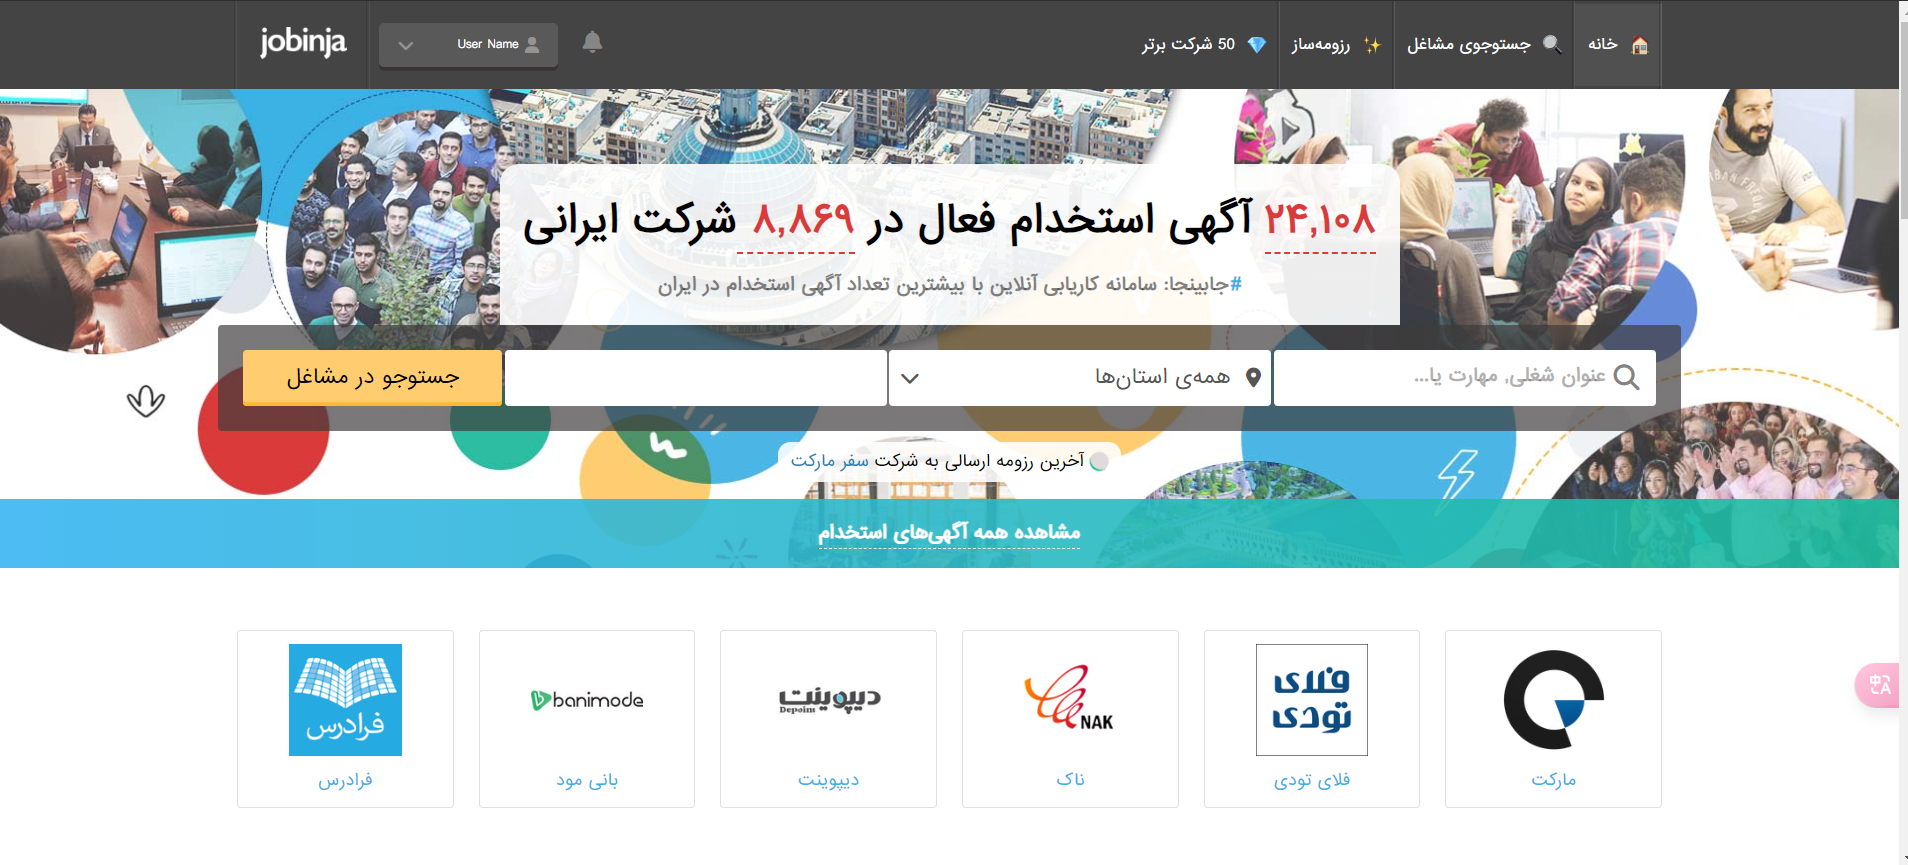 خانه
جستوجوی مشاغل
رزومه‌ساز
50 شرکت برتر
User Name
jobinja
۲۴,۱۰۸ آگهی استخدام فعال در ۸,۸۶۹ شرکت ایرانی
#جابینجا: سامانه کاریابی آنلاین با بیشترین تعداد آگهی استخدام در ایران
عنوان شغلی, مهارت یا...
همه‌ی استان‌ها
جستوجو در مشاغل
آخرین رزومه ارسالی به شرکت سفر مارکت
مشاهده همه آگهی‌های استخدام
مارکت
فلای تودی
فلای تودی
NAK
ناک
دیپوینت
Depoint
دیپوینت
banimode
بانی مود
فرادرس
فرادرس